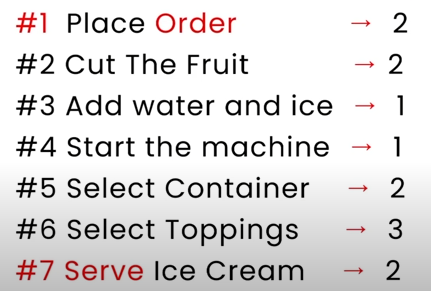 #1 Place Order → 2
#2 Cut The Fruit → 2
#3 Add water and ice → 1
#4 Start the machine → 1
#5 Select Container → 2
#6 Select Toppings → 3
#7 Serve Ice Cream → 2